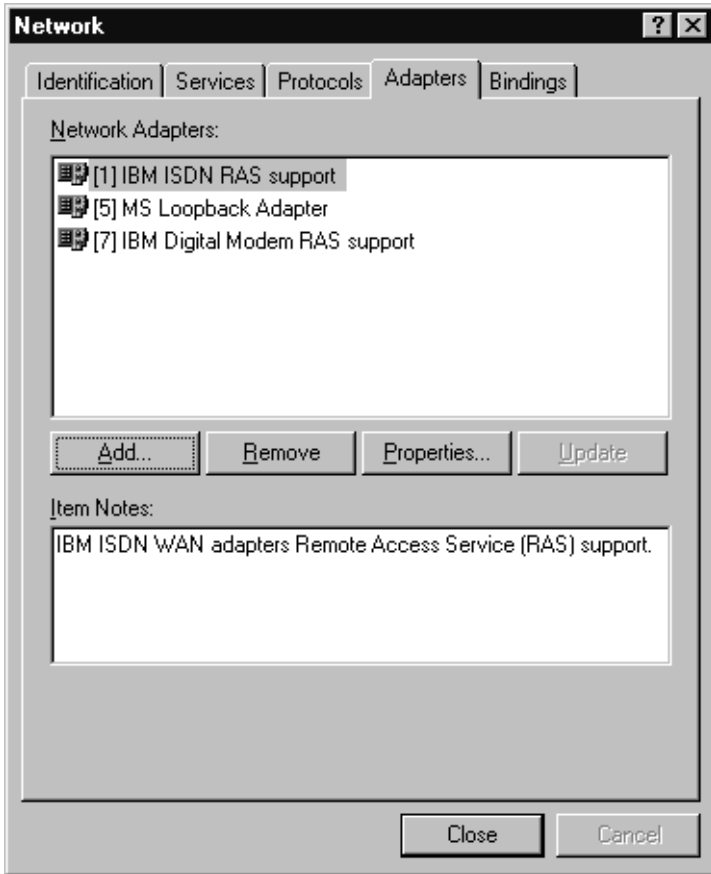 Network
Identification Services Protocols Adapters Bindings
Network Adapters:
[1] IBM ISDN RAS support
[5] MS Loopback Adapter
[7] IBM Digital Modem RAS support
Add... Remove Properties... Update
Item Notes:
IBM ISDN WAN adapters Remote Access Service (RAS) support.
Close Cancel